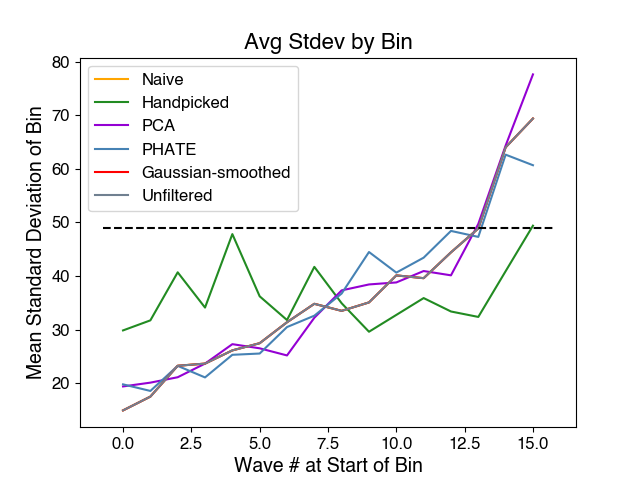 Avg Stdev by Bin
Naive
Handpicked
PCA
PHATE
Gaussian-smoothed
Unfiltered
Mean Standard Deviation of Bin
80
70
60
50
40
30
20
0.0 2.5 5.0 7.5 10.0 12.5 15.0
Wave # at Start of Bin